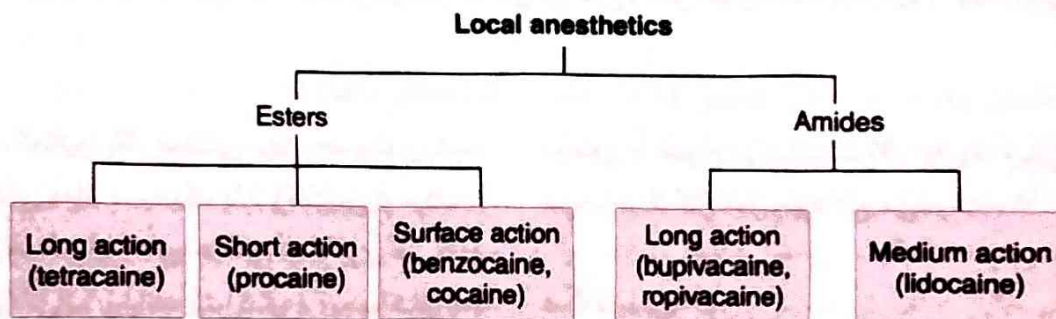 Local anesthetics
Esters
Amides
Long action
(tetracaine)
Short action
(procaine)
Surface action
(benzocaine,
cocaine)
Long action
(bupivacaine,
ropivacaine)
Medium action
(lidocaine)